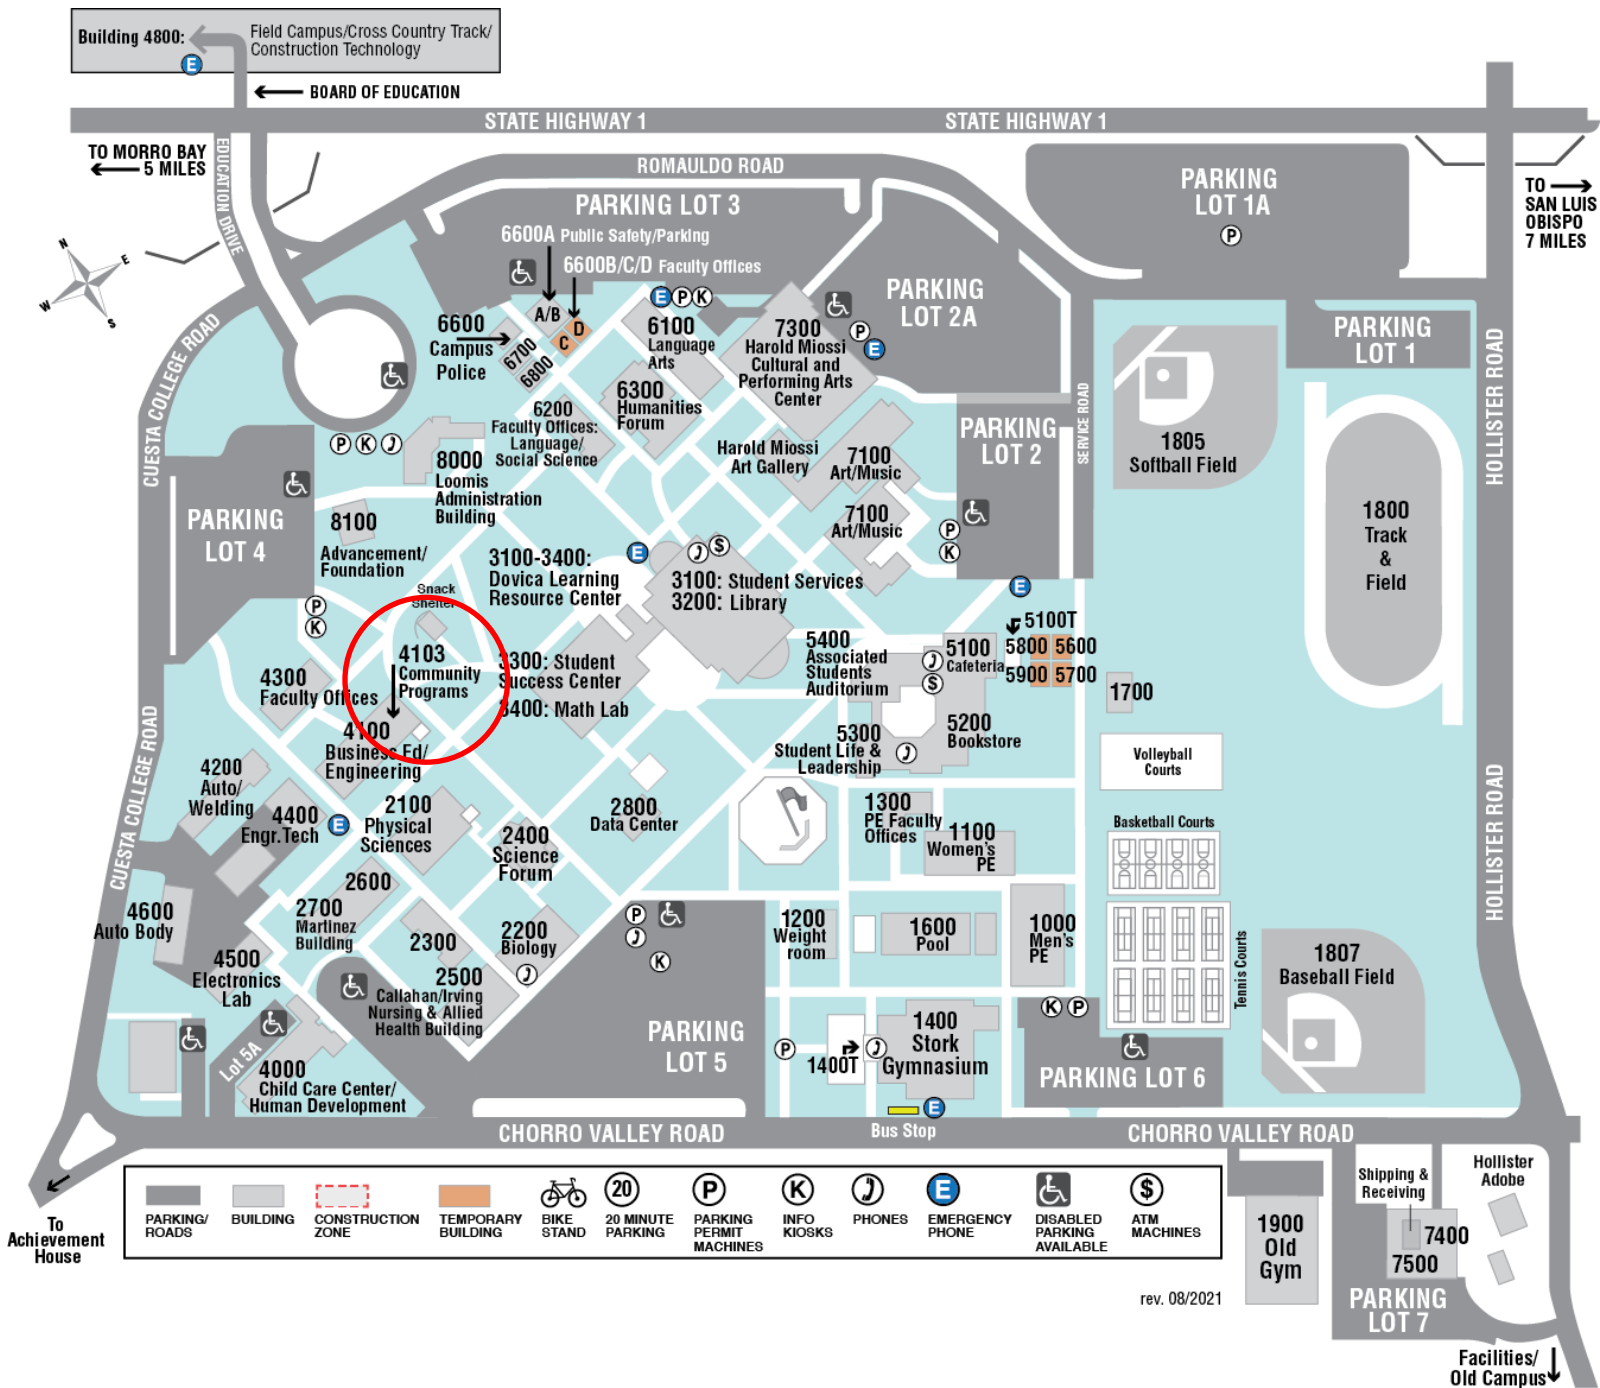 Building 4800:
Field Campus/Cross Country Track/
Construction Technology
E
BOARD OF EDUCATION
STATE HIGHWAY 1
STATE HIGHWAY 1
TO MORRO BAY
5 MILES
EDUCATION DRIVE
ROMAULDO ROAD
PARKING LOT 3
PARKING
LOT 1A
P
TO
SAN LUIS
OBISPO
7 MILES
N
E
W
S
6600A Public Safety/Parking
6600B/C/D Faculty Offices
E P K
A/B
D
C
6600
Campus
Police
6700
6800
6100
Language
Arts
7300
Harold Miossi
Cultural and
Performing Arts
Center
P
E
PARKING
LOT 2A
PARKING
LOT 1
CUESTA COLLEGE ROAD
HOLLISTER ROAD
SERVICE ROAD
6300
Humanities
Forum
6200
Faculty Offices:
Language/
Social Science
P K
8000
Loomis
Administration
Building
Harold Miossi
Art Gallery
7100
Art/Music
7100
Art/Music
PARKING
LOT 2
P
K
1805
Softball Field
1800
Track
&
Field
PARKING
LOT 4
8100
Advancement/
Foundation
P
K
Snack
Shelter
3100-3400:
Dovica Learning
Resource Center
E
$
3100: Student Services
3200: Library
E
5100T
5800 5600
5900 5700
5400
Associated
Students
Auditorium
5100
Cafeteria
$
1700
4103
Community
Programs
3300: Student
Success Center
3400: Math Lab
4300
Faculty Offices
4100
Business Ed/
Engineering
5200
Bookstore
5300
Student Life &
Leadership
Volleyball
Courts
CUESTA COLLEGE ROAD
HOLLISTER ROAD
4200
Auto/
Welding
4400
Engr.Tech
E
2100
Physical
Sciences
2400
Science
Forum
2800
Data Center
1300
PE Faculty
Offices
1100
Women's
PE
Basketball Courts
2600
2700
Martinez
Building
4600
Auto Body
4500
Electronics
Lab
2300
2200
Biology
2500
Callahan/Irving
Nursing & Allied
Health Building
P
K
1200
Weight
room
1600
Pool
1000
Men's
PE
Tennis Courts
1807
Baseball Field
K P
Lot 5A
4000
Child Care Center/
Human Development
PARKING
LOT 5
P
1400T
1400
Stork
Gymnasium
PARKING LOT 6
E
Bus Stop
CHORRO VALLEY ROAD
CHORRO VALLEY ROAD
To
Achievement
House
PARKING/
ROADS
BUILDING
CONSTRUCTION
ZONE
TEMPORARY
BUILDING
BIKE
STAND
20
20 MINUTE
PARKING
P
PARKING
PERMIT
MACHINES
K
INFO
KIOSKS
PHONES
E
EMERGENCY
PHONE
DISABLED
PARKING
AVAILABLE
$
ATM
MACHINES
rev. 08/2021
1900
Old
Gym
Shipping &
Receiving
7400
7500
Hollister
Adobe
PARKING
LOT 7
Facilities/
Old Campus